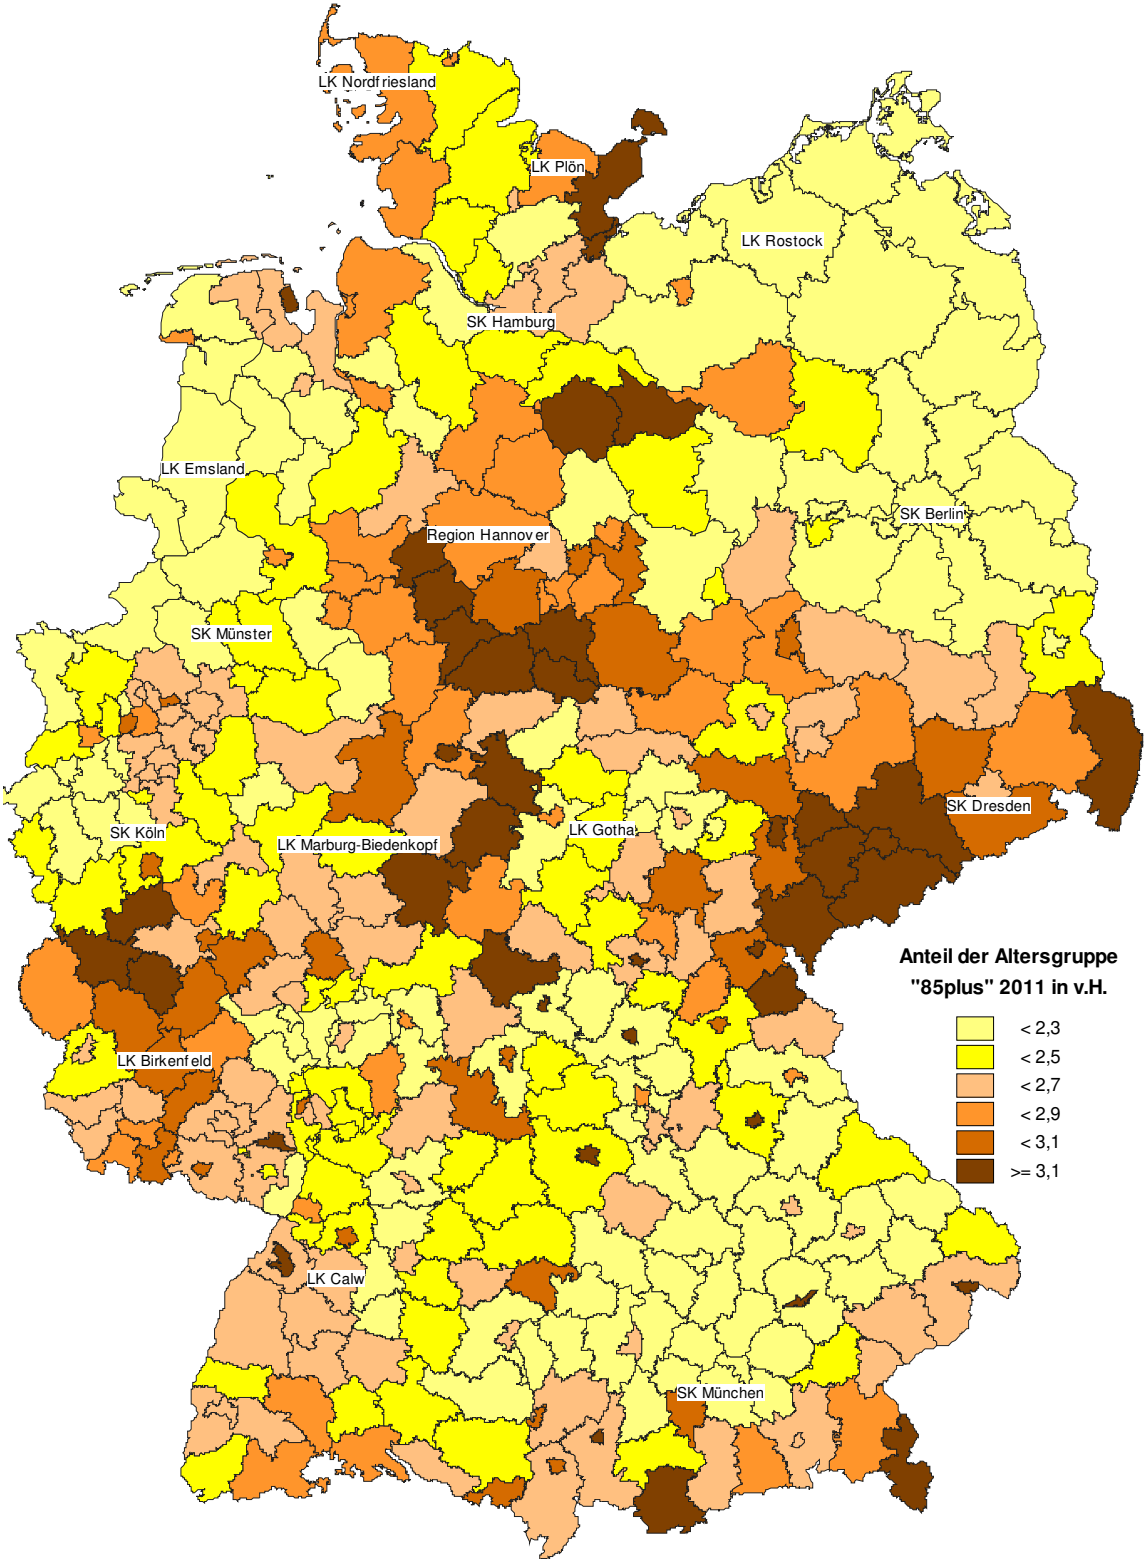 LK Nordfriesland
LK Plön
LK Rostock
SK Hamburg
LK Emsland
SK Berlin
Region Hannover
SK Münster
SK Dresden
SK Köln
LK Gotha
LK Marburg-Biedenkopf
Anteil der Altersgruppe
"85plus" 2011 in v.H.
< 2,3
< 2,5
< 2,7
< 2,9
< 3,1
>= 3,1
LK Birkenfeld
LK Calw
SK München